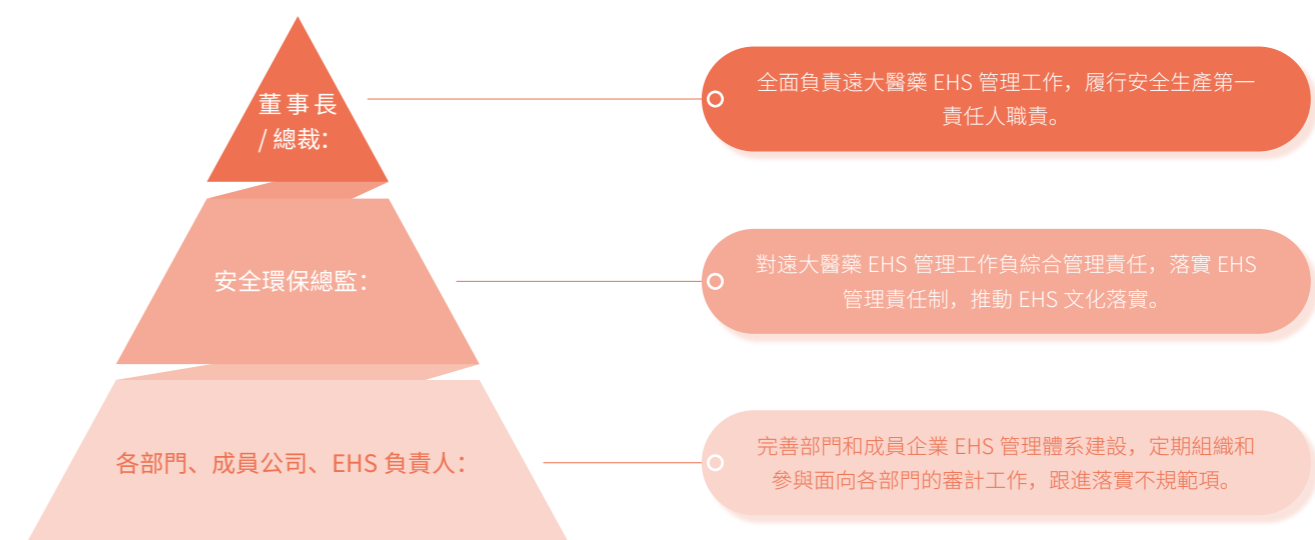 董事長
/ 總裁：
全面負責遠大醫藥 EHS 管理工作，履行安全生產第一
責任人職責。
安全環保總監：
對遠大醫藥 EHS 管理工作負綜合管理責任，落實 EHS
管理責任制，推動 EHS 文化落實。
各部門、成員公司、EHS 負責人：
完善部門和成員企業 EHS 管理體系建設，定期組織和
參與面向各部門的審計工作，跟進落實不規範項。